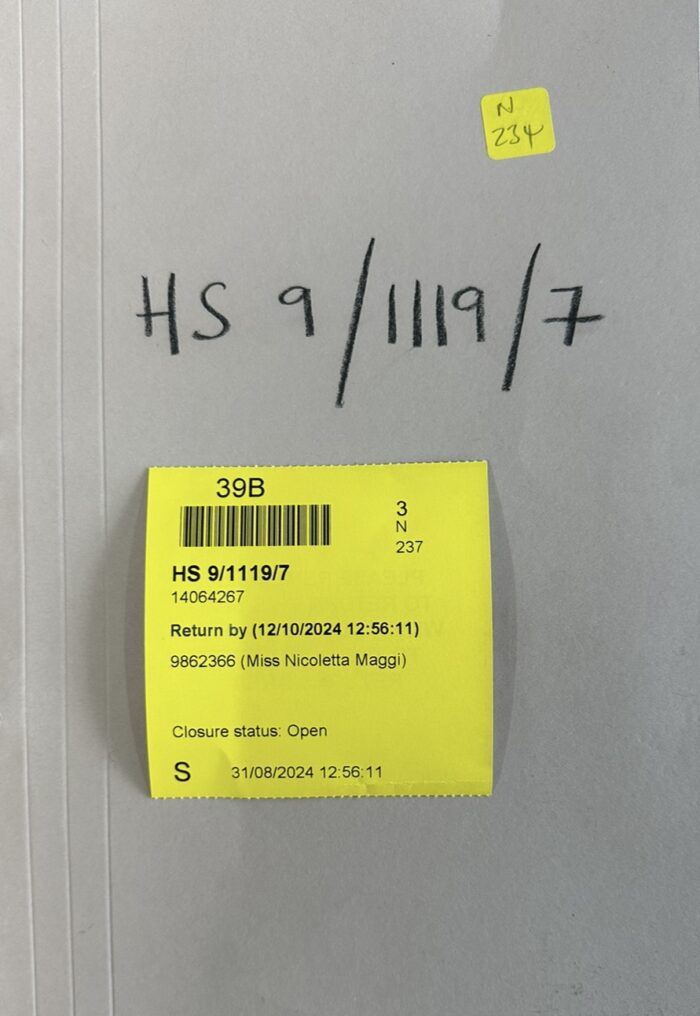 N
234
HS 9/1119/7
39B
3
N
237
HS 9/1119/7
14064267
Return by (12/10/2024 12:56:11)
9862366 (Miss Nicoletta Maggi)
Closure status: Open
S 31/08/2024 12:56:11